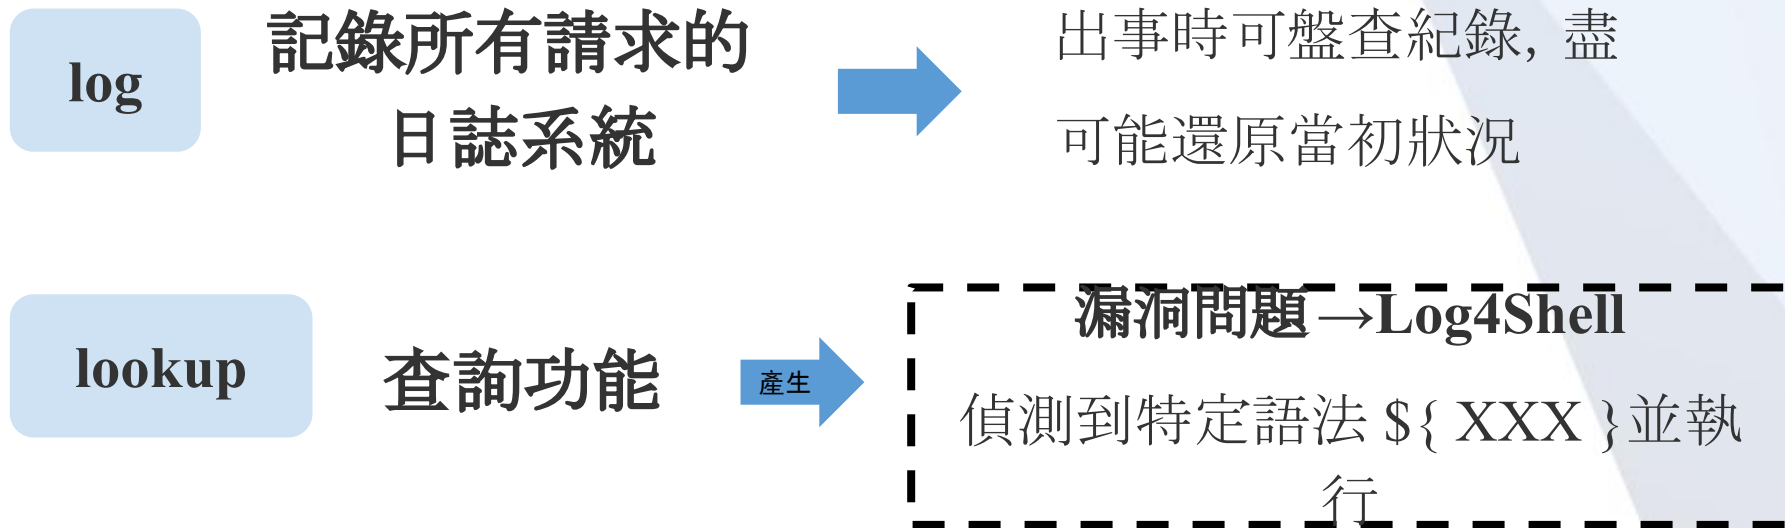 log
記錄所有請求的
日誌系統
出事時可盤查紀錄, 盡
可能還原當初狀況
lookup
查詢功能
產生
漏洞問題→Log4Shell
偵測到特定語法 ${ XXX }並執
行